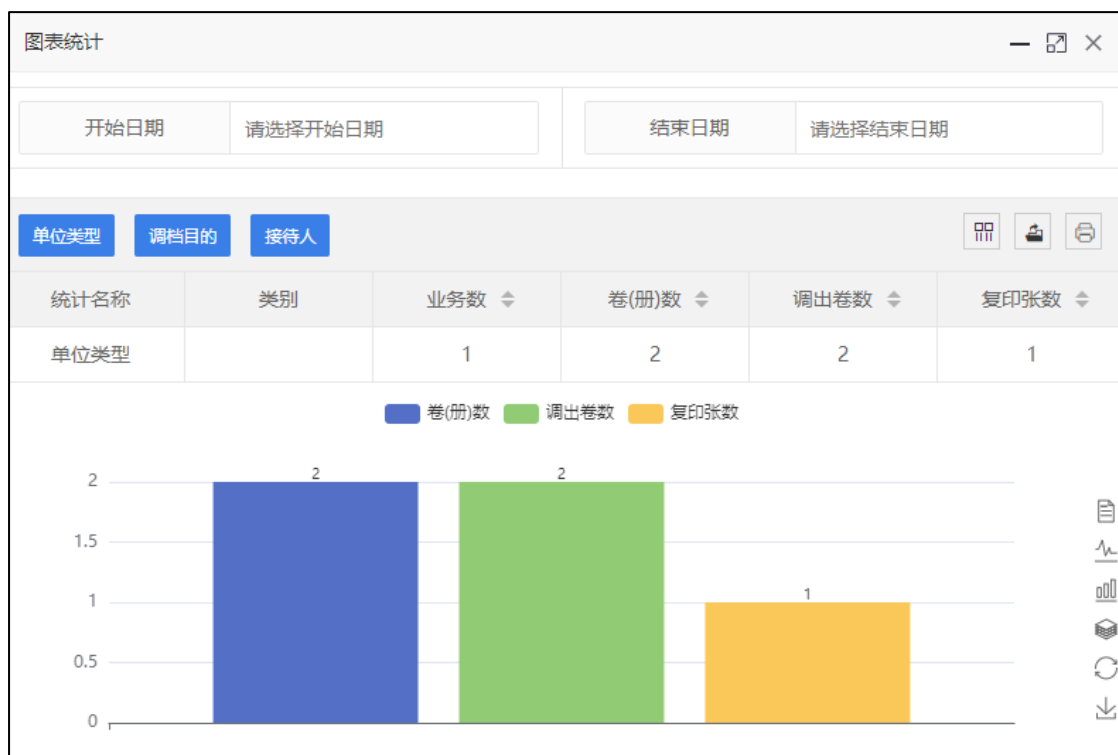 图表统计
开始日期 请选择开始日期 结束日期 请选择结束日期
单位类型 调档目的 接待人
统计名称 类别 业务数 卷(册)数 调出卷数 复印张数
单位类型 1 2 2 1
卷(册)数 调出卷数 复印张数
2 2
2
1.5
1
1
0.5
0